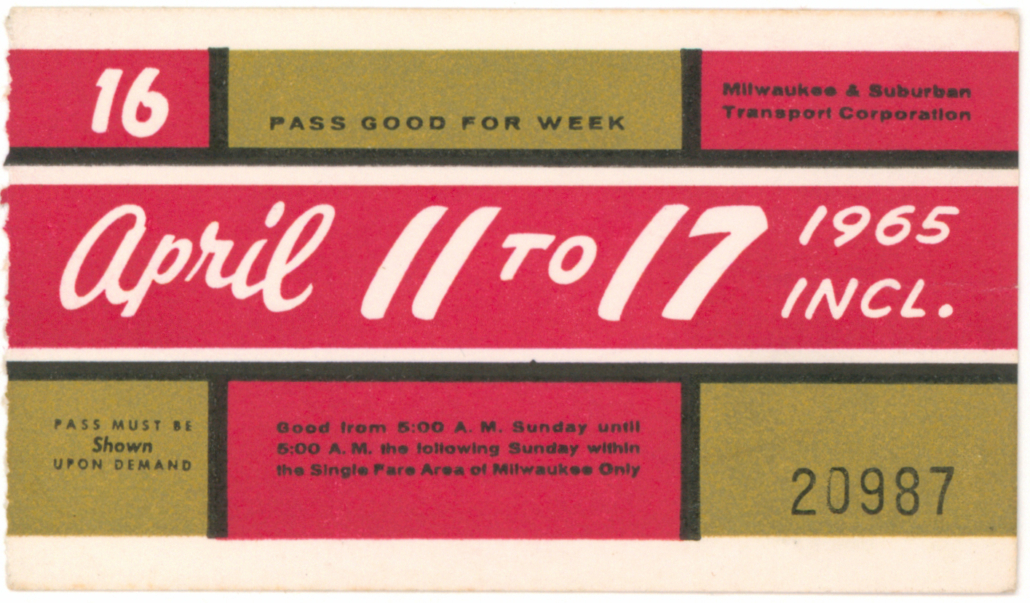 16
PASS GOOD FOR WEEK
Milwaukee & Suburban
Transport Corporation
April 11 TO 17 1965
INCL.
PASS MUST BE
Shown
UPON DEMAND
Good from 5:00 A. M. Sunday until
5:00 A. M. the following Sunday within
the Single Fare Area of Milwaukee Only
20987